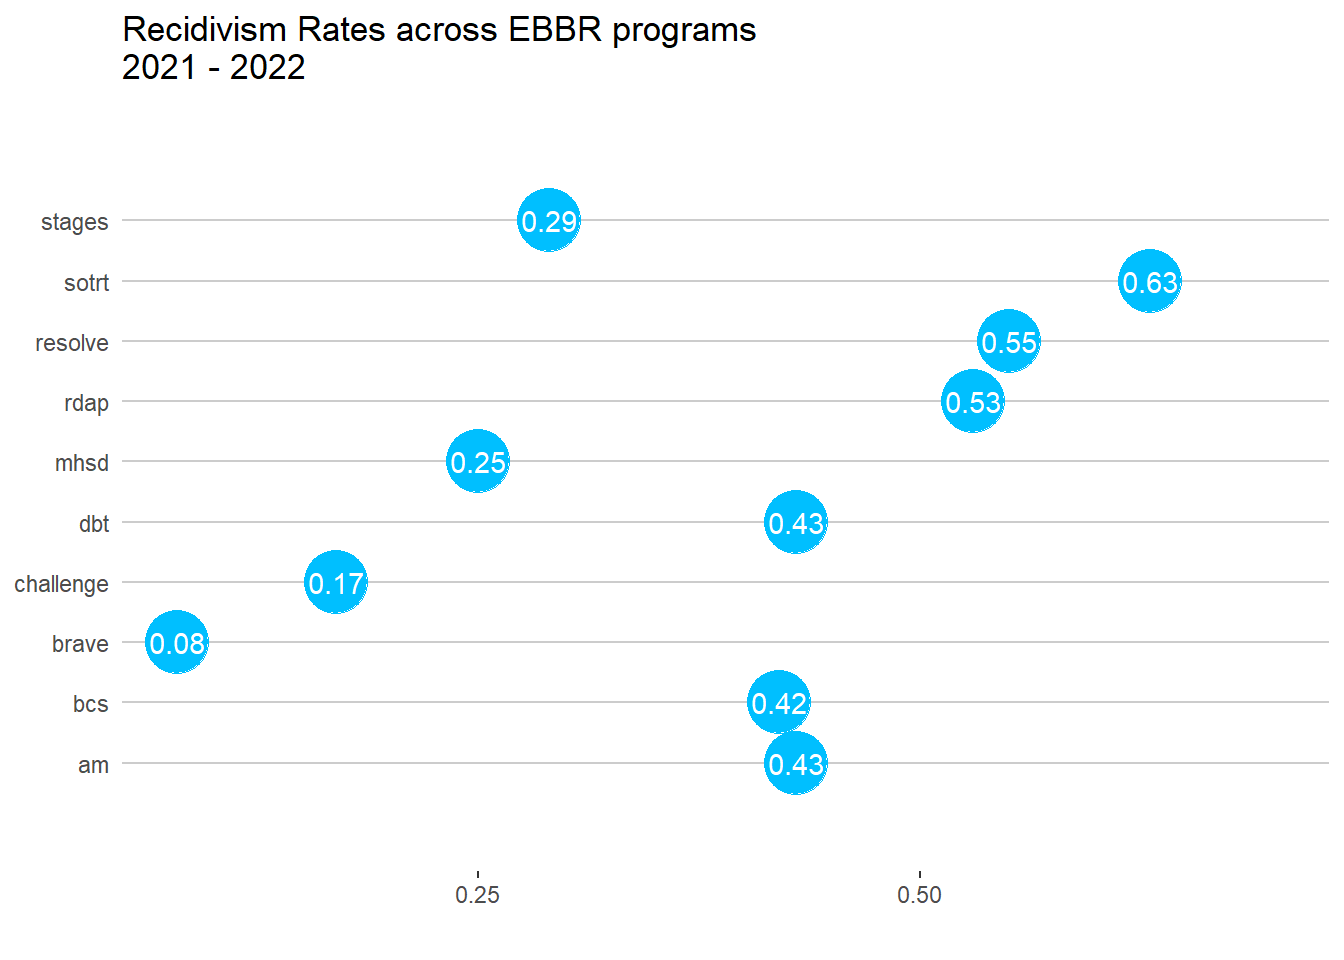 Recidivism Rates across EBBR programs
2021 - 2022
stages 0.29
sotrt 0.63
resolve 0.55
rdap 0.53
mhsd 0.25
dbt 0.43
challenge 0.17
brave 0.08
bcs 0.42
am 0.43
0.25 0.50